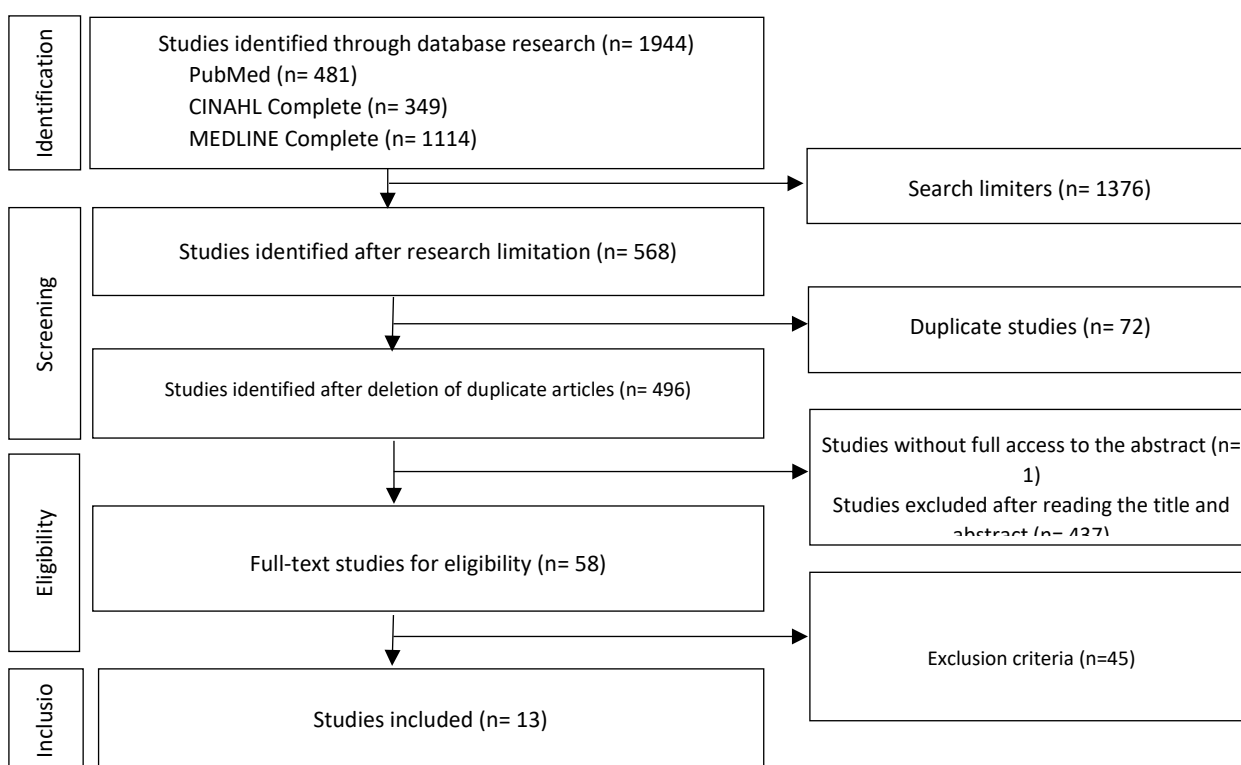 Identification
Studies identified through database research (n= 1944)
PubMed (n= 481)
CINAHL Complete (n= 349)
MEDLINE Complete (n= 1114)
Search limiters (n= 1376)
Screening
Studies identified after research limitation (n= 568)
Duplicate studies (n= 72)
Studies identified after deletion of duplicate articles (n= 496)
Studies without full access to the abstract (n=
1)
Studies excluded after reading the title and
abstract (n= 437)
Eligibility
Full-text studies for eligibility (n= 58)
Exclusion criteria (n=45)
Inclusio
Studies included (n= 13)